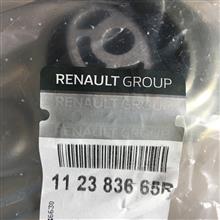 RENAULT GROUP
11 23 836 65R